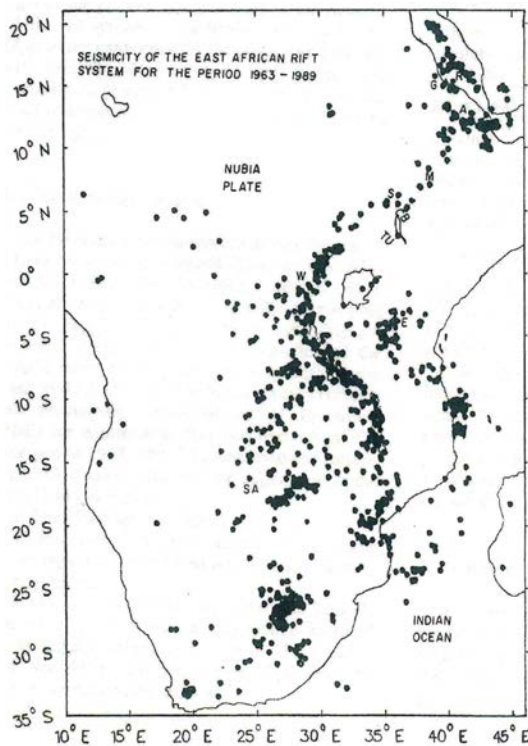 20° N
SEISMICITY OF THE EAST AFRICAN RIFT
SYSTEM FOR THE PERIOD 1963 - 1989
R
15° N
G
A
10° N
NUBIA
PLATE
M
S
B
5° N
TU
0°
W
E
5° S
10° S
15° S
SA
20° S
25° S
INDIAN
OCEAN
30° S
35° S
10° E
15° E
20° E
25° E
30° E
35° E
40° E
45° E